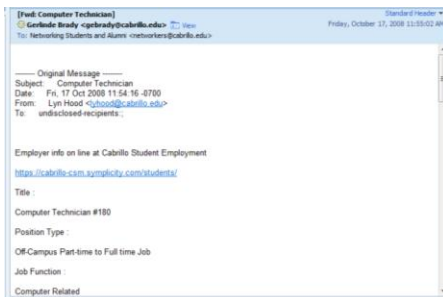 [Fwd: Computer Technician]
Standard Header
Gerlinde Brady <gebrady@cabrillo.edu> View
Friday, October 17, 2008 11:55:02 AM
To: Networking Students and Alumni <networkers@cabrillo.edu>
-------- Original Message --------
Subject: Computer Technician
Date: Fri, 17 Oct 2008 11:54:16 -0700
From: Lyn Hood <lyhood@cabrillo.edu>
To: undisclosed-recipients:;
Employer info on line at Cabrillo Student Employment
https://cabrillo-csm.symplicity.com/students/
Title :
Computer Technician #180
Position Type :
Off-Campus Part-time to Full time Job
Job Function :
Computer Related